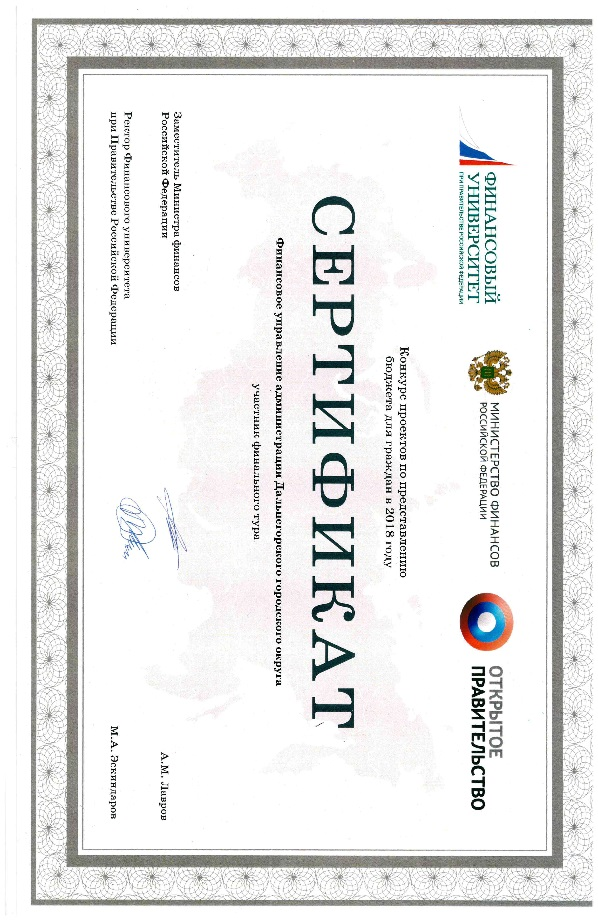 ФИНАНСОВЫЙ
УНИВЕРСИТЕТ
ПРИ ПРАВИТЕЛЬСТВЕ РОССИЙСКОЙ ФЕДЕРАЦИИ
МИНИСТЕРСТВО ФИНАНСОВ
РОССИЙСКОЙ ФЕДЕРАЦИИ
ОТКРЫТОЕ
ПРАВИТЕЛЬСТВО
Конкурс проектов по представлению
бюджета для граждан в 2018 году
СЕРТИФИКАТ
Финансовое управление администрации Дальнегорского городского округа
участник финального тура
Заместитель Министра финансов
Российской Федерации
А.М. Лавров
Ректор Финансового университета
при Правительстве Российской Федерации
М.А. Эскиндаров